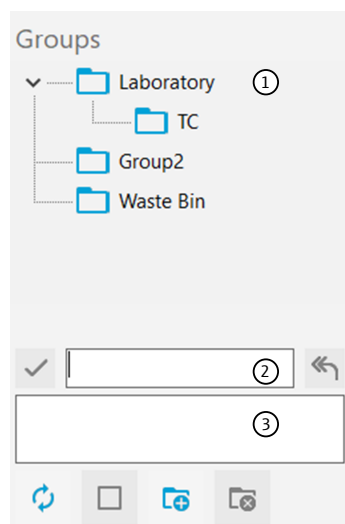 Groups
Laboratory ①
TC
Group2
Waste Bin
②
③